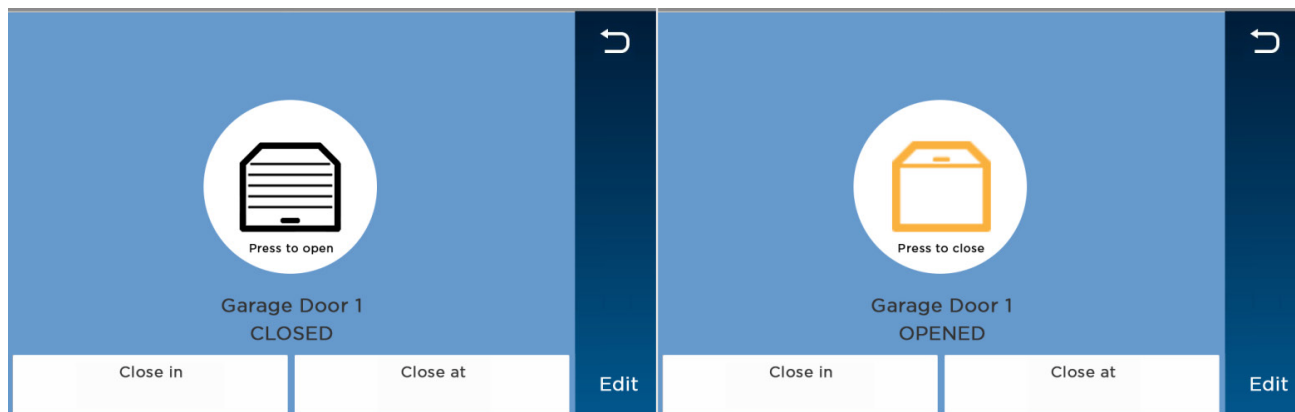 Press to open
Garage Door 1
CLOSED
Close in
Close at
Edit
Press to close
Garage Door 1
OPENED
Close in
Close at
Edit